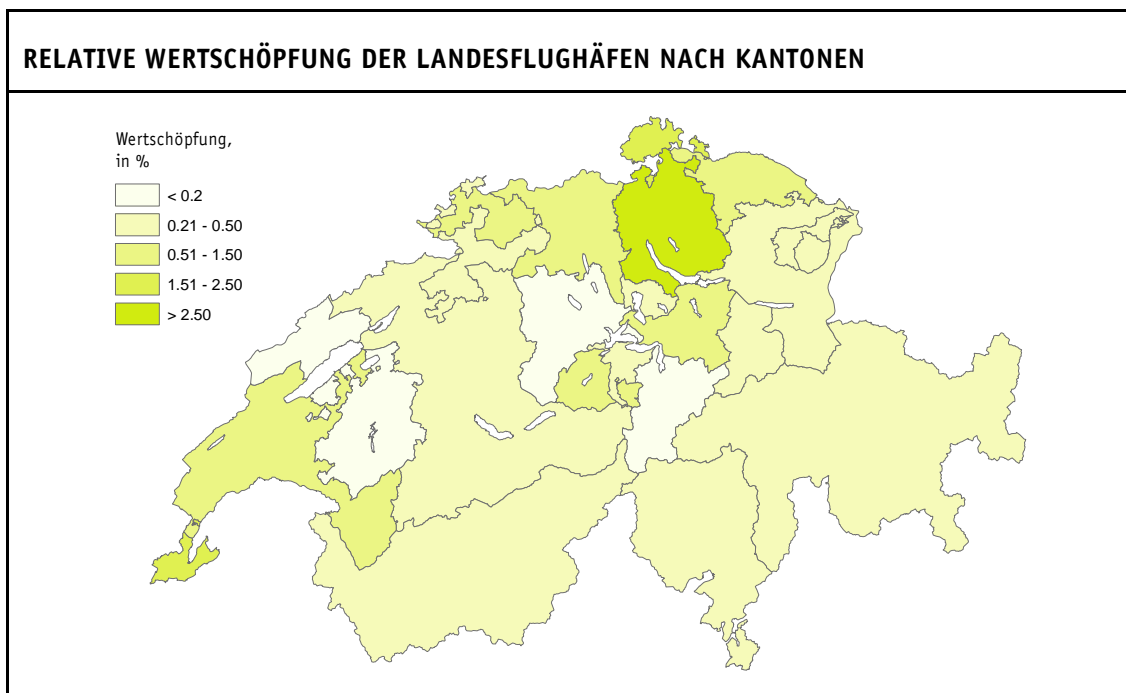 RELATIVE WERTSCHÖPFUNG DER LANDESFLUGHÄFEN NACH KANTONEN
Wertschöpfung,
in %
< 0.2
0.21 - 0.50
0.51 - 1.50
1.51 - 2.50
> 2.50